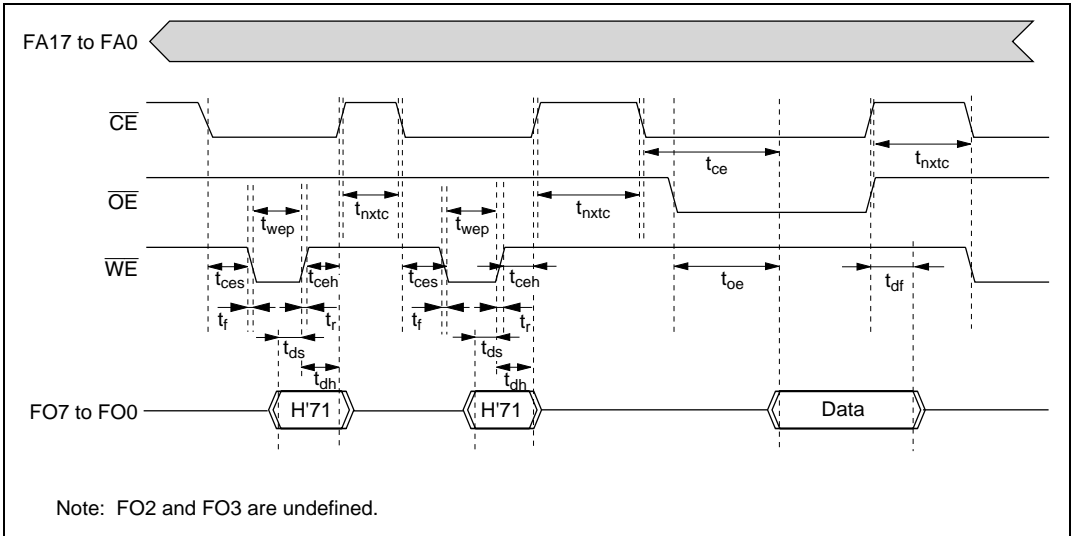 FA17 to FA0
CE
tce
tnxtc
OE
twep
tnxtc
twep
tnxtc
WE
tces
tceh
tces
tceh
toe
tdf
tf
tr
tf
tr
tds
tds
tdh
tdh
FO7 to FO0
H'71
H'71
Data
Note: FO2 and FO3 are undefined.